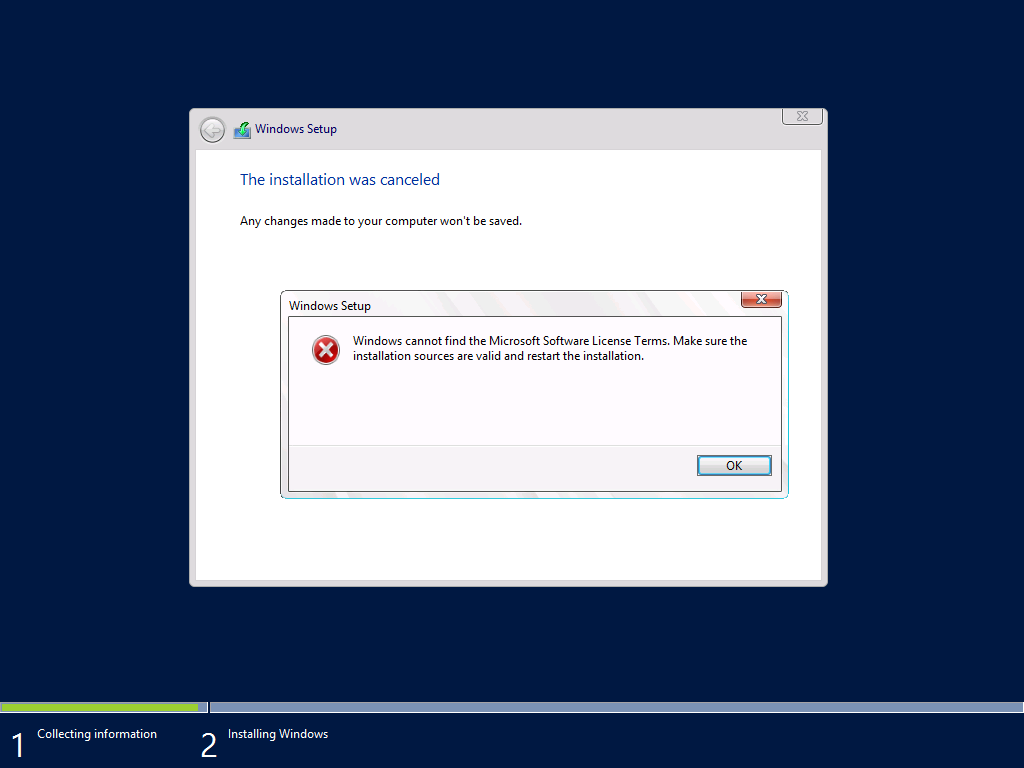 Windows Setup
The installation was canceled
Any changes made to your computer won't be saved.
Windows Setup
Windows cannot find the Microsoft Software License Terms. Make sure the
installation sources are valid and restart the installation.
OK
1 Collecting information
2 Installing Windows